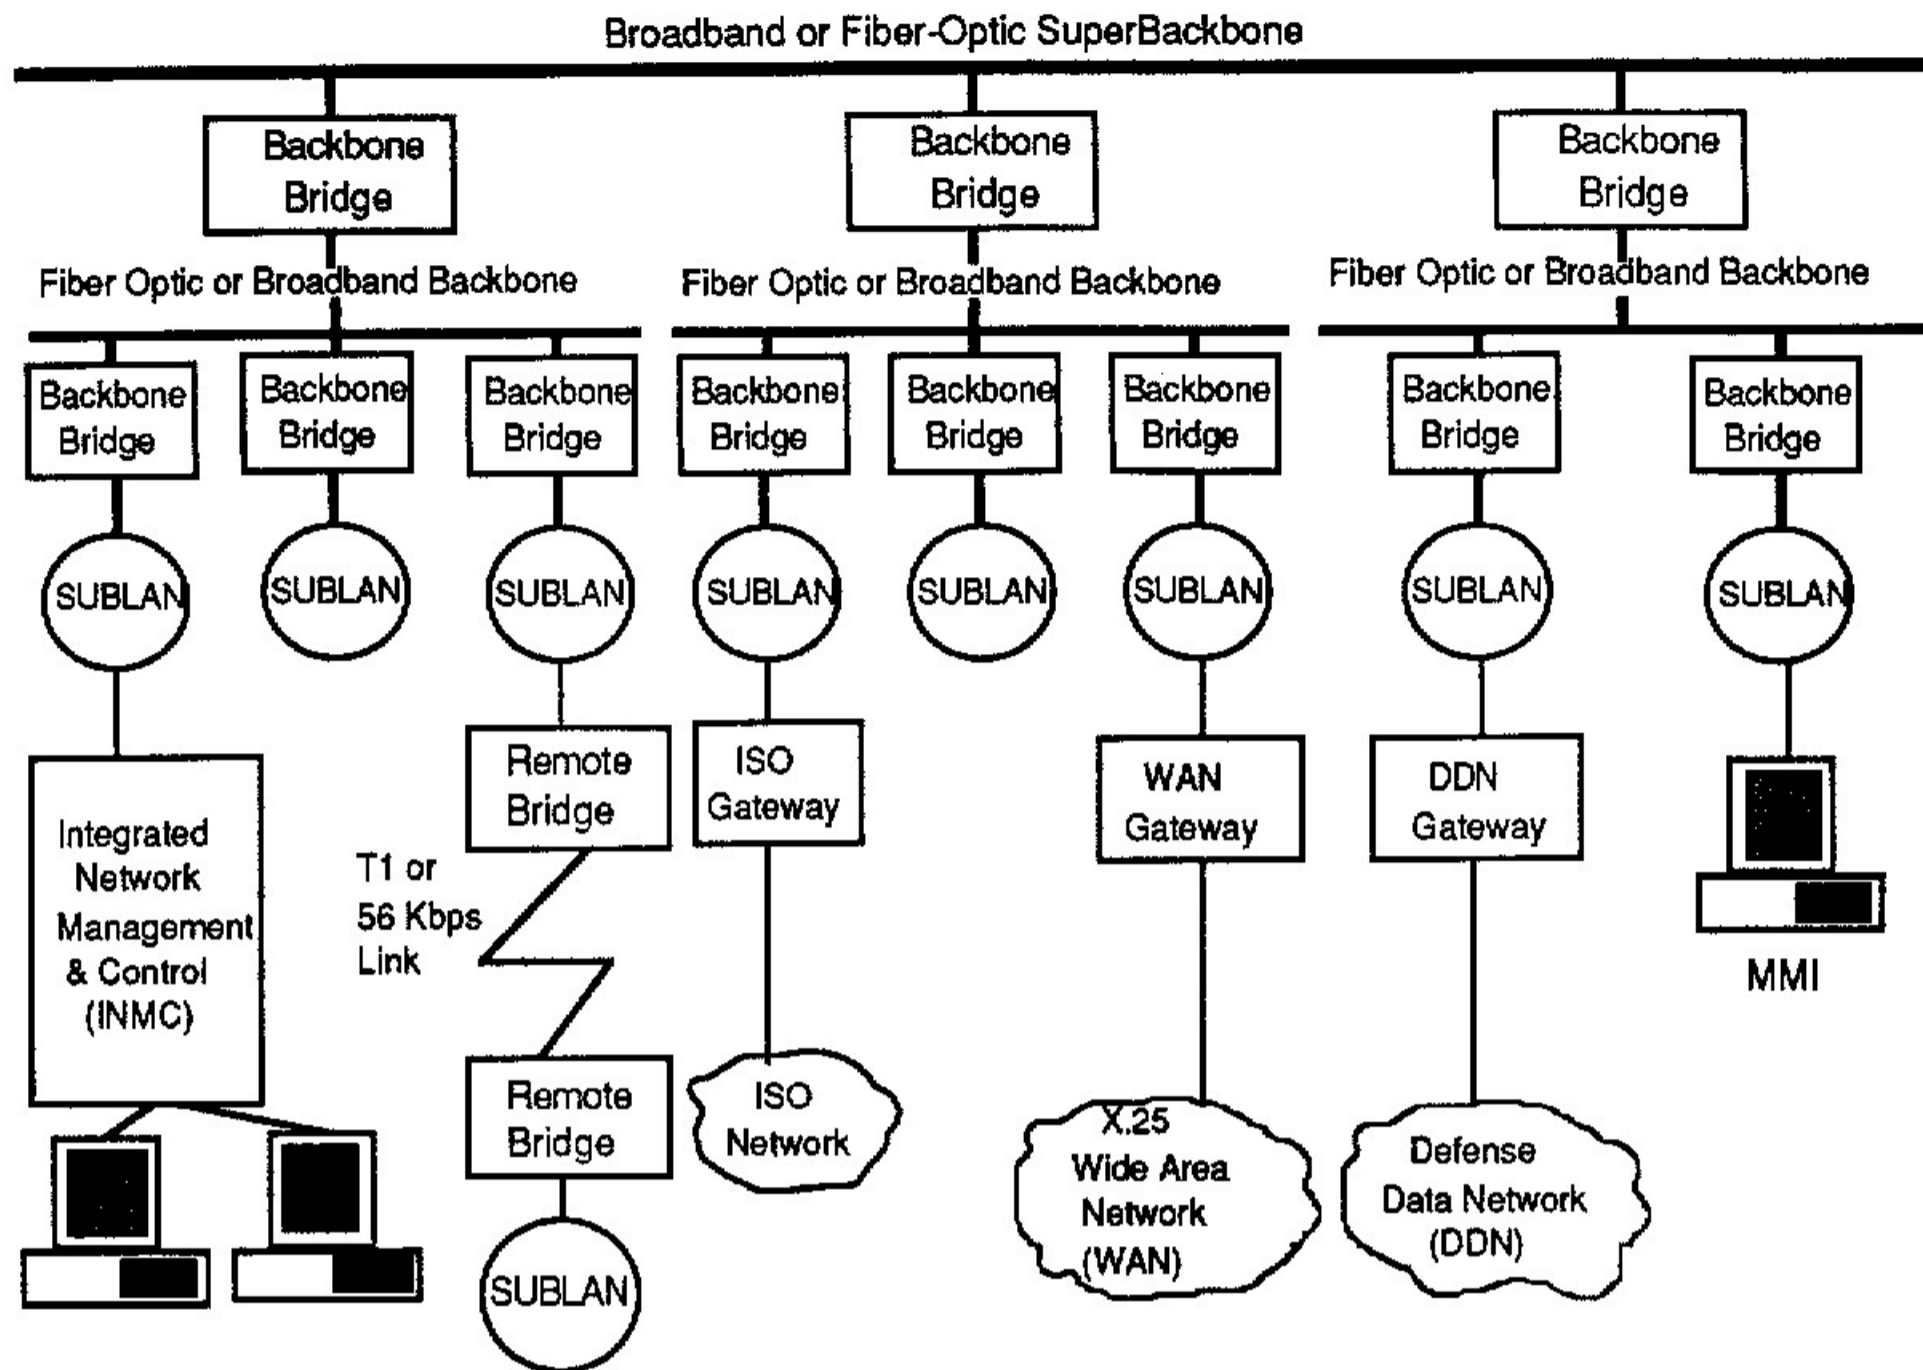 Broadband or Fiber-Optic SuperBackbone
Backbone
Bridge
Backbone
Bridge
Backbone
Bridge
Fiber Optic or Broadband Backbone
Fiber Optic or Broadband Backbone
Fiber Optic or Broadband Backbone
Backbone
Bridge
Backbone
Bridge
Backbone
Bridge
Backbone
Bridge
Backbone
Bridge
Backbone
Bridge
Backbone
Bridge
Backbone
Bridge
SUBLAN
SUBLAN
SUBLAN
SUBLAN
SUBLAN
SUBLAN
SUBLAN
SUBLAN
Integrated
Network
Management
& Control
(INMC)
Remote
Bridge
T1 or
56 Kbps
Link
Remote
Bridge
SUBLAN
ISO
Gateway
ISO
Network
WAN
Gateway
X.25
Wide Area
Network
(WAN)
DDN
Gateway
Defense
Data Network
(DDN)
MMI